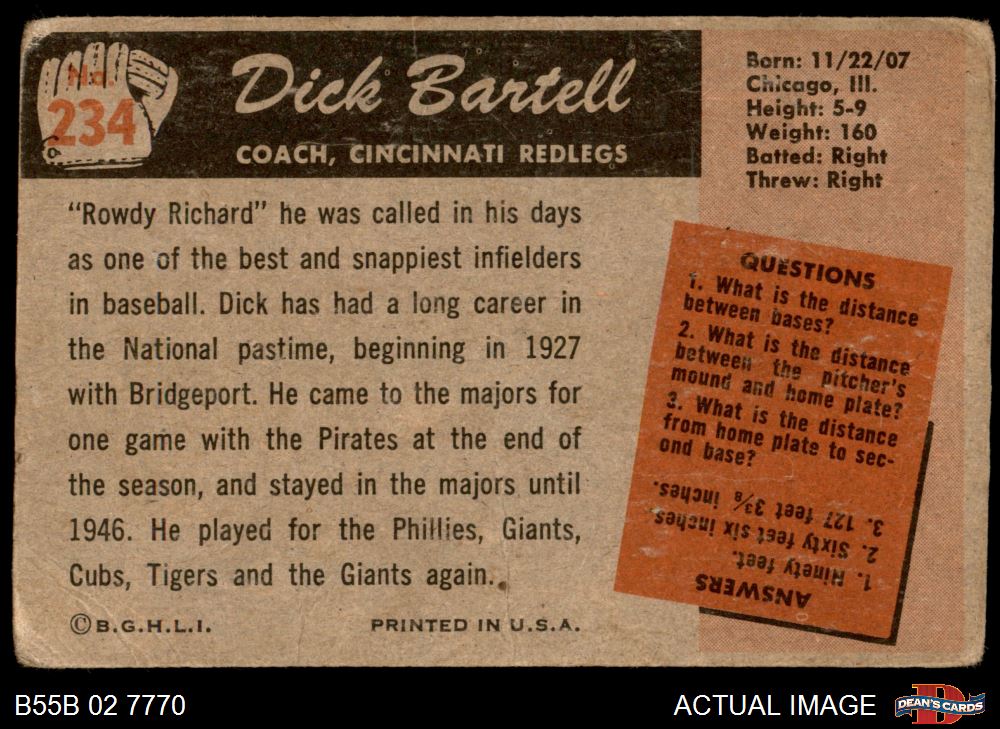 No.
234
Dick Bartell
COACH, CINCINNATI REDLEGS
Born: 11/22/07
Chicago, Ill.
Height: 5-9
Weight: 160
Batted: Right
Threw: Right
"Rowdy Richard" he was called in his days
as one of the best and snappiest infielders
in baseball. Dick has had a long career in
the National pastime, beginning in 1927
with Bridgeport. He came to the majors for
one game with the Pirates at the end of
the season, and stayed in the majors until
1946. He played for the Phillies, Giants,
Cubs, Tigers and the Giants again.
© B.G.H.L.I.
PRINTED IN U.S.A.
QUESTIONS
1. What is the distance
between bases?
2. What is the distance
between the pitcher's
mound and home plate?
3. What is the distance
from home plate to sec-
ond base?
ANSWERS
1. Ninety feet.
2. Sixty feet six inches.
3. 127 feet 3⅜ inches.
B55B 02 7770
ACTUAL IMAGE
D
DEAN'S CARDS